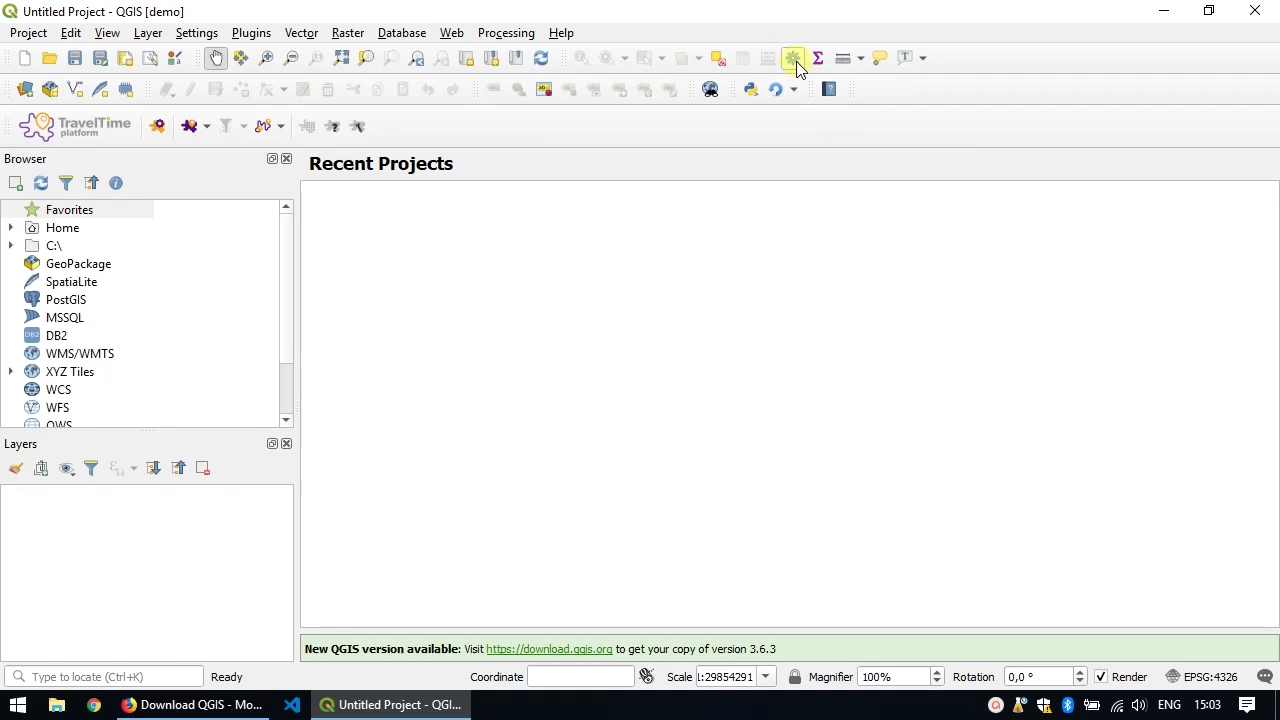 Untitled Project - QGIS [demo]
Project Edit View Layer Settings Plugins Vector Raster Database Web Processing Help
TravelTime
platform
Browser
Recent Projects
Favorites
Home
C:\
GeoPackage
SpatiaLite
PostGIS
MSSQL
DB2
DB2
WMS/WMTS
XYZ Tiles
WCS
WFS
OWS
Layers
New QGIS version available: Visit https://download.qgis.org to get your copy of version 3.6.3
Type to locate (Ctrl+K) Ready Coordinate Scale 1:29854291 Magnifier 100% Rotation 0,0 ° Render EPSG:4326
Download QGIS - Mo... Untitled Project - QGI... ENG 15:03